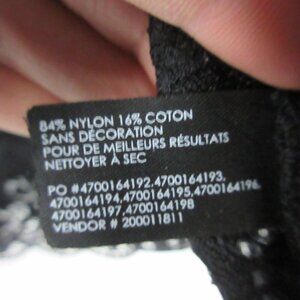 84% NYLON 16% COTON
SANS DÉCORATION
POUR DE MEILLEURS RÉSULTATS
NETTOYER À SEC
PO #4700164192,4700164193,
4700164194,4700164195,4700164196,
4700164197,4700164198
VENDOR # 200011811